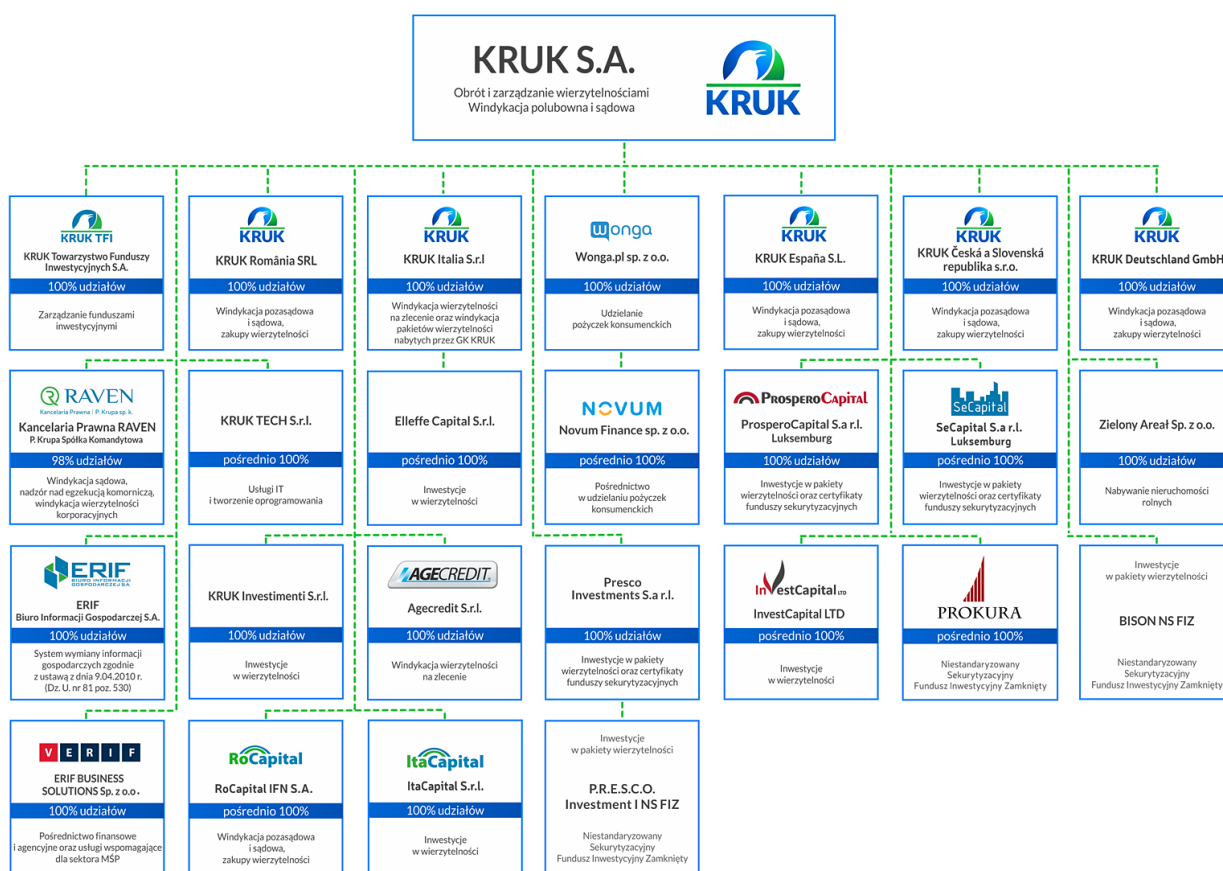 KRUK S.A.
Obrót i zarządzanie wierzytelnościami
Windykacja polubowna i sądowa
KRUK
KRUK TFI
KRUK Towarzystwo Funduszy
Inwestycyjnych S.A.
100% udziałów
Zarządzanie funduszami
inwestycyjnymi
KRUK
KRUK România SRL
100% udziałów
Windykacja pozasądowa
i sądowa,
zakupy wierzytelności
KRUK
KRUK Italia S.r.l
100% udziałów
Windykacja wierzytelności
na zlecenie oraz windykacja
pakietów wierzytelności
nabytych przez GK KRUK
wonga
Wonga.pl sp. z o.o.
100% udziałów
Udzielanie
pożyczek konsumenckich
KRUK
KRUK España S.L.
100% udziałów
Windykacja pozasądowa
i sądowa,
zakupy wierzytelności
KRUK
KRUK Česká a Slovenská
republika s.r.o.
100% udziałów
Windykacja pozasądowa
i sądowa,
zakupy wierzytelności
KRUK
KRUK Deutschland GmbH
100% udziałów
Windykacja pozasądowa
i sądowa,
zakupy wierzytelności
RAVEN
Kancelaria Prawna | P. Krupa sp. k.
Kancelaria Prawna RAVEN
P. Krupa Spółka Komandytowa
98% udziałów
Windykacja sądowa,
nadzór nad egzekucją komorniczą,
windykacja wierzytelności
korporacyjnych
KRUK TECH S.r.l.
pośrednio 100%
Usługi IT
i tworzenie oprogramowania
Elleffe Capital S.r.l.
pośrednio 100%
Inwestycje
w wierzytelności
NOVUM
Novum Finance sp. z o.o.
pośrednio 100%
Pośrednictwo
w udzielaniu pożyczek
konsumenckich
PROSPEROCAPITAL
ProsperoCapital S.a r.l.
Luksemburg
100% udziałów
Inwestycje w pakiety
wierzytelności oraz certyfikaty
funduszy sekurytyzacyjnych
SeCapital
SeCapital S.a r.l.
Luksemburg
pośrednio 100%
Inwestycje w pakiety
wierzytelności oraz certyfikaty
funduszy sekurytyzacyjnych
Zielony Areał Sp. z o.o.
100% udziałów
Nabywanie nieruchomości
rolnych
ERIF
BIURO INFORMACJI
GOSPODARCZEJ SA
ERIF
Biuro Informacji Gospodarczej S.A.
100% udziałów
System wymiany informacji
gospodarczych zgodnie
z ustawą z dnia 9.04.2010 r.
(Dz. U. nr 81 poz. 530)
KRUK Investimenti S.r.l.
100% udziałów
Inwestycje
w wierzytelności
AGECREDIT
Agecredit S.r.l.
100% udziałów
Windykacja wierzytelności
na zlecenie
Presco
Investments S.a r.l.
100% udziałów
Inwestycje w pakiety
wierzytelności oraz certyfikaty
funduszy sekurytyzacyjnych
InVestCapital LTD
InvestCapital LTD
pośrednio 100%
Inwestycje
w wierzytelności
PROKURA
pośrednio 100%
Niestandaryzowany
Sekurytyzacyjny
Fundusz Inwestycyjny Zamknięty
Inwestycje
w pakiety wierzytelności
BISON NS FIZ
Niestandaryzowany
Sekurytyzacyjny
Fundusz Inwestycyjny Zamknięty
VERIF
ERIF BUSINESS
SOLUTIONS Sp. z o.o.
100% udziałów
Pośrednictwo finansowe
i agencyjne oraz usługi wspomagające
dla sektora MŚP
RoCapital
RoCapital IFN S.A.
pośrednio 100%
Windykacja pozasądowa
i sądowa,
zakupy wierzytelności
ItaCapital
ItaCapital S.r.l.
100% udziałów
Inwestycje
w wierzytelności
Inwestycje
w pakiety wierzytelności
P.R.E.S.C.O.
Investment I NS FIZ
Niestandaryzowany
Sekurytyzacyjny
Fundusz Inwestycyjny Zamknięty